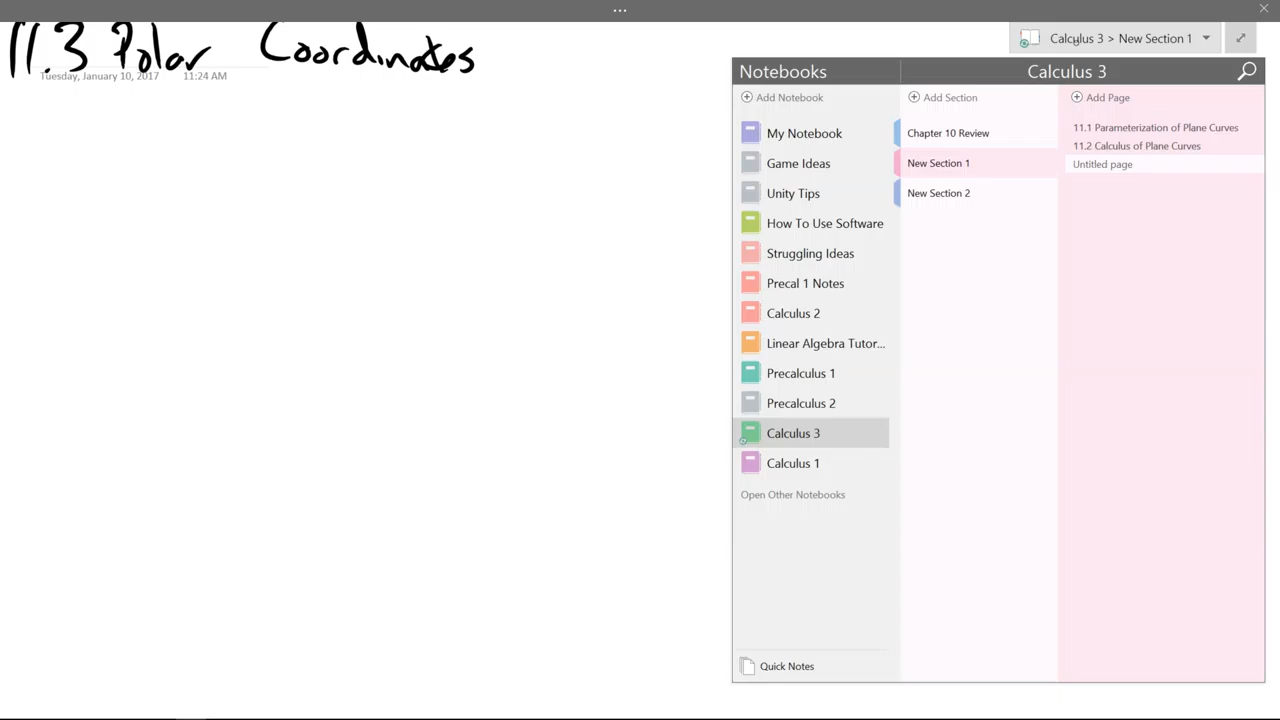 11.3 Polar Coordinates
Tuesday, January 10, 2017 11:24 AM
Calculus 3 > New Section 1
Notebooks
Calculus 3
Add Notebook
Add Section
Add Page
My Notebook
Game Ideas
Unity Tips
How To Use Software
Struggling Ideas
Precal 1 Notes
Calculus 2
Linear Algebra Tutor...
Precalculus 1
Precalculus 2
Calculus 3
Calculus 1
Open Other Notebooks
Quick Notes
Chapter 10 Review
New Section 1
New Section 2
11.1 Parameterization of Plane Curves
11.2 Calculus of Plane Curves
Untitled page